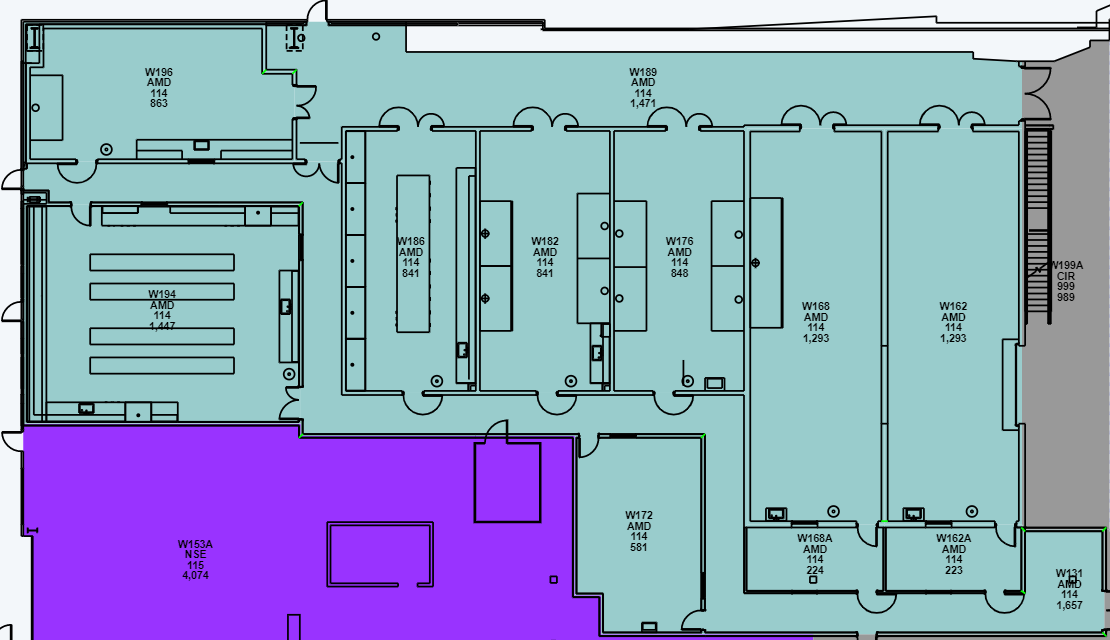 W196
AMD
114
863
W189
AMD
114
1,471
W186
AMD
114
841
W182
AMD
114
841
W176
AMD
114
848
W199A
CIR
999
989
W194
AMD
114
1,447
W168
AMD
114
1,293
W162
AMD
114
1,293
W172
AMD
114
581
W153A
NSE
115
4,074
W168A
AMD
114
224
W162A
AMD
114
223
W131
AMD
114
1,657